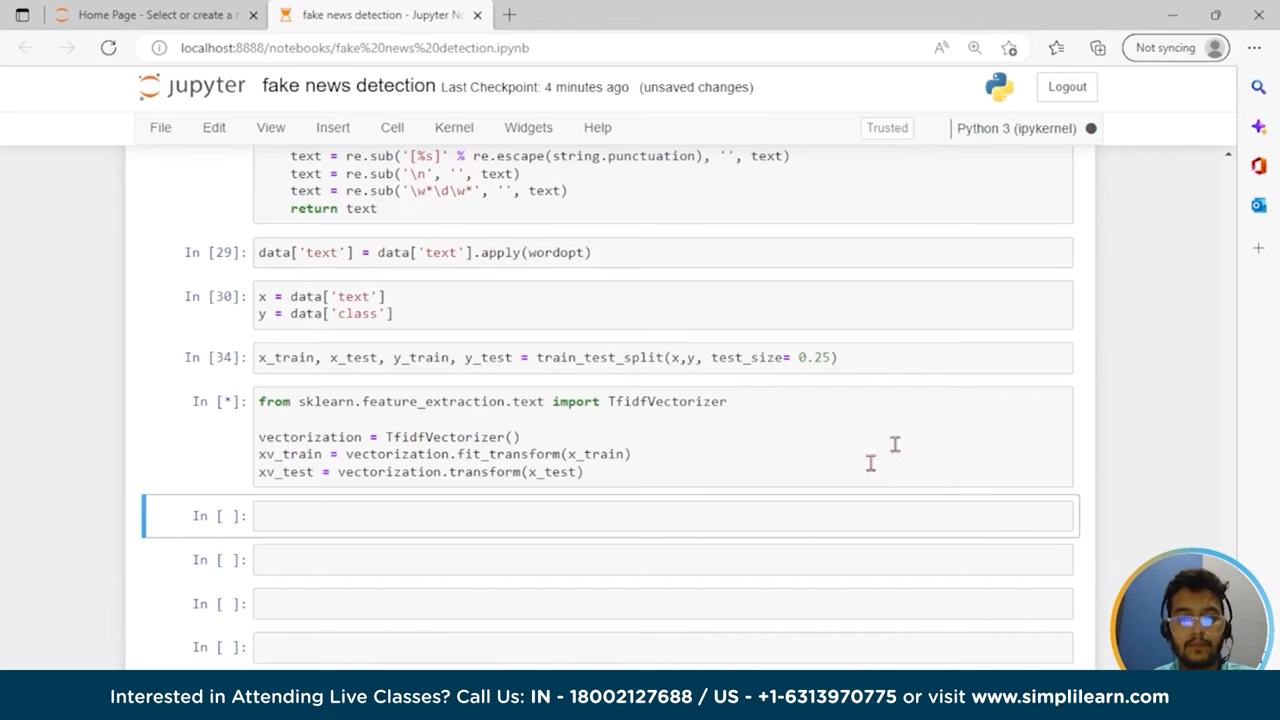 Home Page - Select or create a n
fake news detection - Jupyter No
localhost:8888/notebooks/fake%20news%20detection.ipynb
Not syncing
jupyter fake news detection Last Checkpoint: 4 minutes ago (unsaved changes)
Logout
File Edit View Insert Cell Kernel Widgets Help
Trusted
Python 3 (ipykernel)
text = re.sub('[%s]' % re.escape(string.punctuation), '', text)
text = re.sub('\n', '', text)
text = re.sub('\w*\d\w*', '', text)
return text
In [29]: data['text'] = data['text'].apply(wordopt)
In [30]: x = data['text']
y = data['class']
In [34]: x_train, x_test, y_train, y_test = train_test_split(x,y, test_size= 0.25)
In [*]: from sklearn.feature_extraction.text import TfidfVectorizer
vectorization = TfidfVectorizer()
xv_train = vectorization.fit_transform(x_train)
xv_test = vectorization.transform(x_test)
In [ ]:
In [ ]:
In [ ]:
In [ ]:
Interested in Attending Live Classes? Call Us: IN - 18002127688 / US - +1-6313970775 or visit www.simplilearn.com